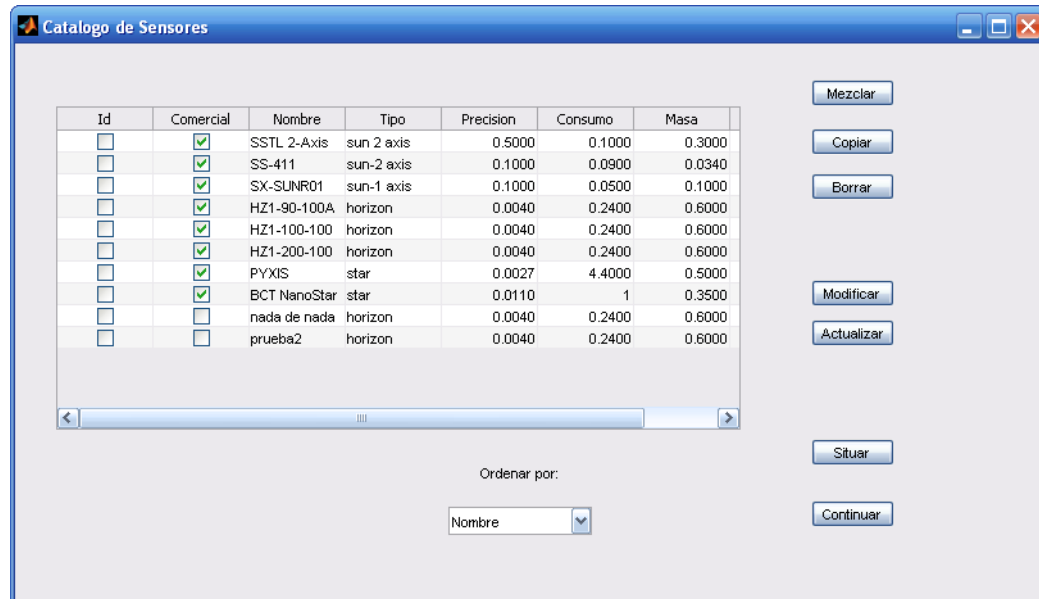 Catalogo de Sensores
Mezclar
Id Comercial Nombre Tipo Precision Consumo Masa
SSTL 2-Axis sun 2 axis 0.5000 0.1000 0.3000
Copiar
SS-411 sun-2 axis 0.1000 0.0900 0.0340
SX-SUNR01 sun-1 axis 0.1000 0.0500 0.1000
Borrar
HZ1-90-100A horizon 0.0040 0.2400 0.6000
HZ1-100-100 horizon 0.0040 0.2400 0.6000
HZ1-200-100 horizon 0.0040 0.2400 0.6000
PYXIS star 0.0027 4.4000 0.5000
BCT NanoStar star 0.0110 1 0.3500
Modificar
nada de nada horizon 0.0040 0.2400 0.6000
prueba2 horizon 0.0040 0.2400 0.6000
Actualizar
Situar
Ordenar por:
Nombre
Continuar